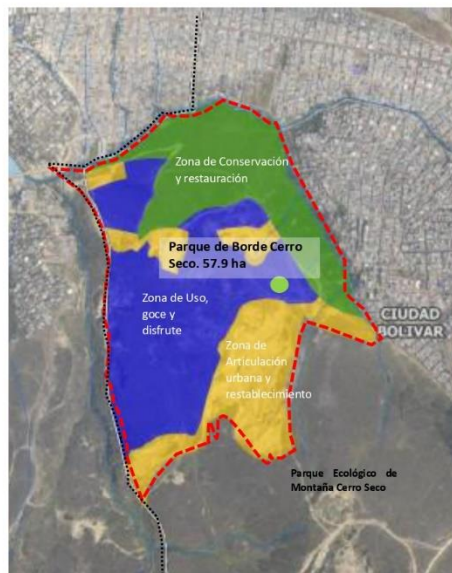 Zona de Conservación
y restauración
Parque de Borde Cerro
Seco. 57.9 ha
Zona de Uso,
goce y
disfrute
CIUDAD
BOLIVAR
Zona de
Articulación
urbana y
restablecimiento
Parque Ecológico de
Montaña Cerro Seco